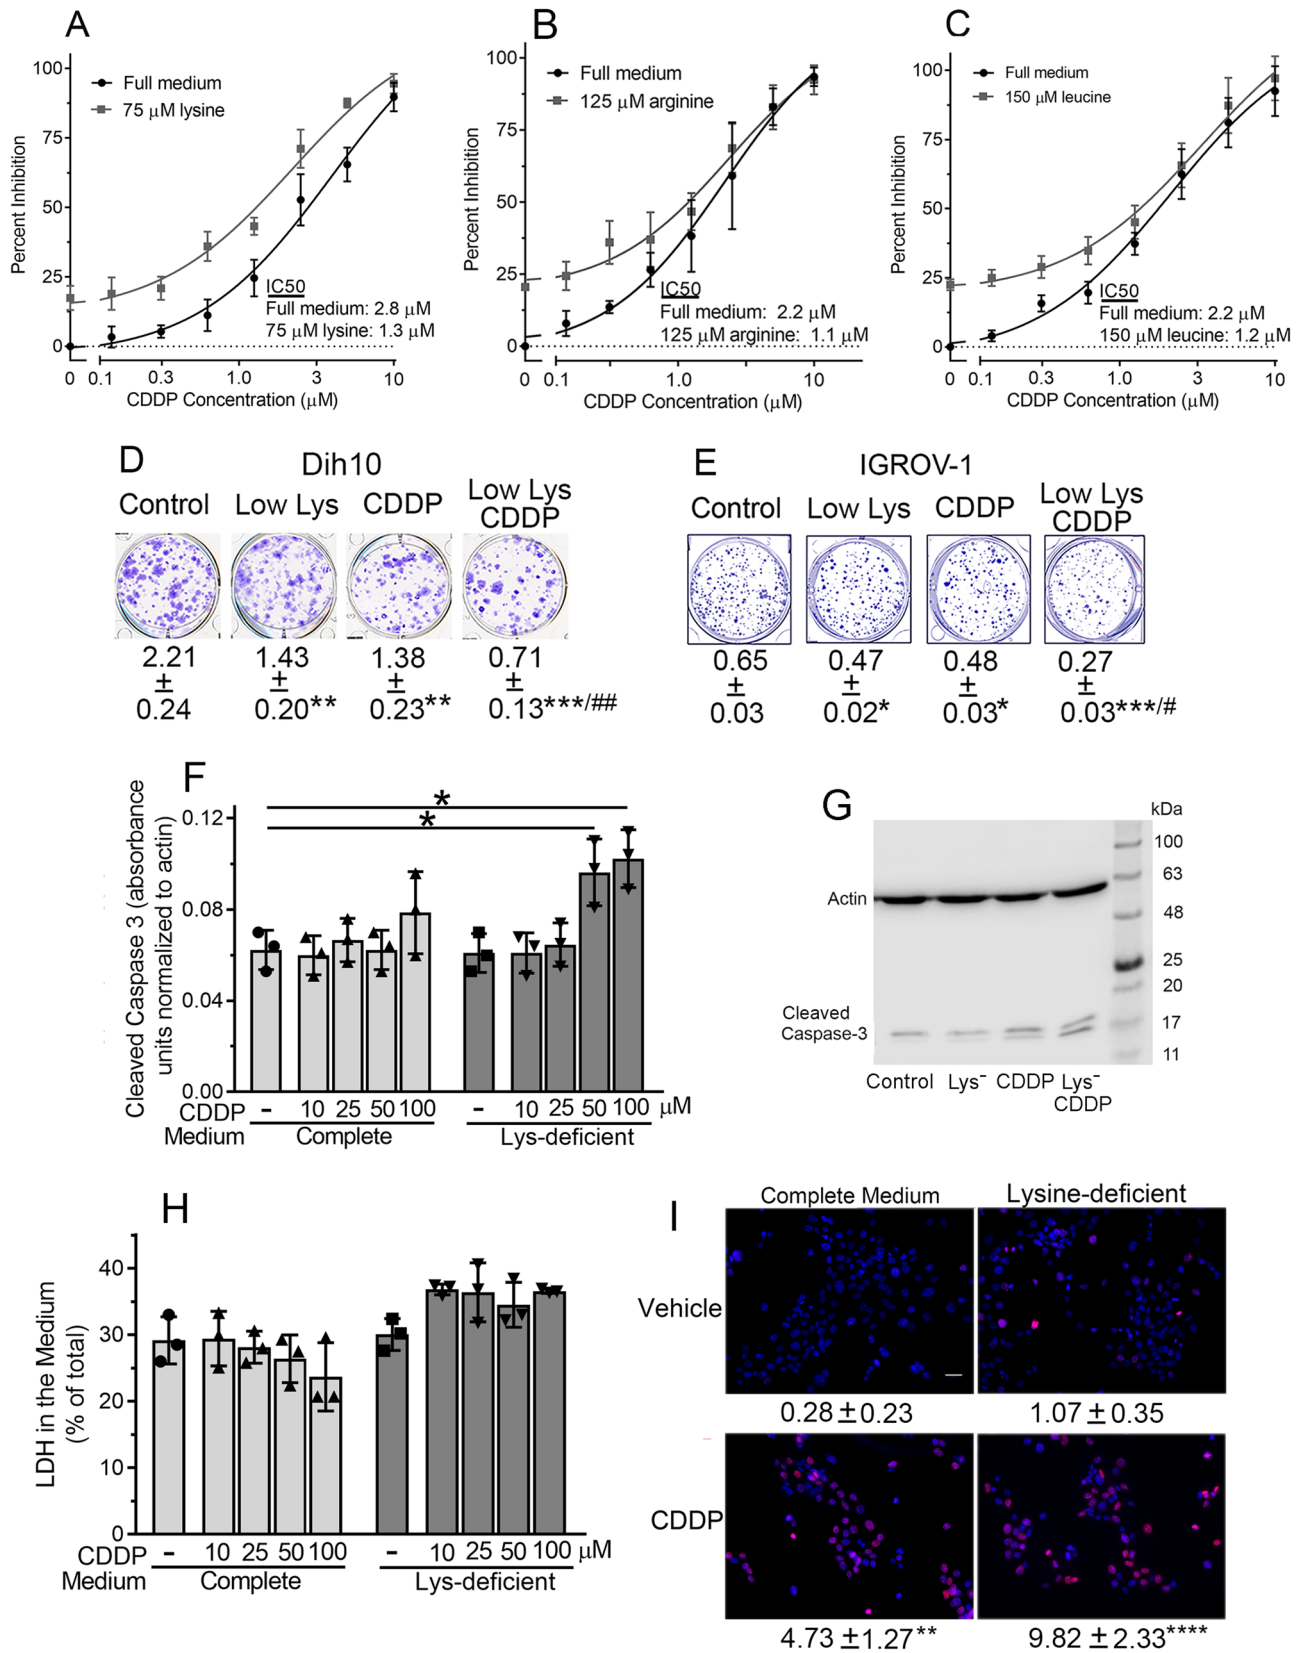 A
100
75
50
25
0
Percent Inhibition
Full medium
75 μM lysine
IC50
Full medium: 2.8 μM
75 μM lysine: 1.3 μM
0 0.1 0.3 1.0 3 10
CDDP Concentration (μM)
B
100
75
50
25
0
Percent Inhibition
Full medium
125 μM arginine
IC50
Full medium: 2.2 μM
125 μM arginine: 1.1 μM
0 0.1 1.0 10
CDDP Concentration (μM)
C
100
75
50
25
0
Percent Inhibition
Full medium
150 μM leucine
IC50
Full medium: 2.2 μM
150 μM leucine: 1.2 μM
0 0.1 0.3 1.0 3 10
CDDP Concentration (μM)
D
Dih10
Control Low Lys CDDP Low Lys
CDDP
2.21 1.43 1.38 0.71
± ± ± ±
0.24 0.20** 0.23** 0.13***/##
E
IGROV-1
Control Low Lys CDDP Low Lys
CDDP
0.65 0.47 0.48 0.27
± ± ± ±
0.03 0.02* 0.03* 0.03***/#
F
Cleaved Caspase 3 (absorbance
units normalized to actin)
0.12
0.08
0.04
0.00
*
*
CDDP - 10 25 50 100 - 10 25 50 100 μM
Medium Complete Lys-deficient
G
kDa
100
63
48
25
20
17
11
Actin
Cleaved
Caspase-3
Control Lys⁻ CDDP Lys⁻
CDDP
H
LDH in the Medium
(% of total)
40
30
20
10
0
CDDP - 10 25 50 100 - 10 25 50 100 μM
Medium Complete Lys-deficient
I
Complete Medium Lysine-deficient
Vehicle
0.28 ± 0.23 1.07 ± 0.35
CDDP
4.73 ± 1.27** 9.82 ± 2.33****